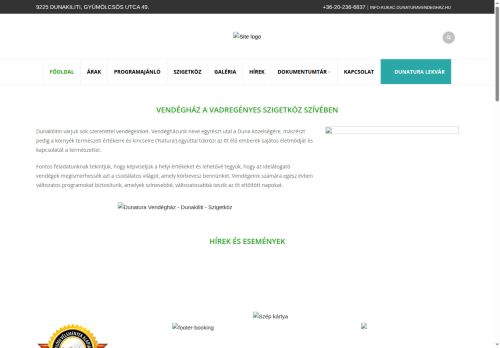 9225 DUNAKILITI, GYÜMÖLCSÖS UTCA 49.
+36-20-236-6837 | INFO KUKAC DUNATURAVENDEGHAZ.HU
Site logo
FŐOLDAL ÁRAK PROGRAMAJÁNLÓ SZIGETKÖZ GALÉRIA HÍREK DOKUMENTUMTÁR KAPCSOLAT DUNATURA LEKVÁR
VENDÉGHÁZ A VADREGÉNYES SZIGETKÖZ SZÍVÉBEN
Dunakilitin várjuk sok szeretettel vendégeinket. Vendégházunk neve egyrészt utal a Duna közelségére, másrészt
pedig a környék természeti értékeire és kincseire ('Natura') egyúttal tükrözi az itt élő emberek sajátos életmódját és
kapcsolatát a természettel.
Fontos feladatunknak tekintjük, hogy képviseljük a helyi értékeket és lehetővé tegyük, hogy az idelátogató
vendégek megismerhessék azt a csodálatos világot, amely körbevesz bennünket. Vendégeink számára egész évben
változatos programokat biztosítunk, amelyek színesebbé, változatosabbá teszik az itt eltöltött napokat.
Dunatura Vendégház - Dunakiliti - Szigetköz
HÍREK ÉS ESEMÉNYEK
Szép kártya
footer-booking